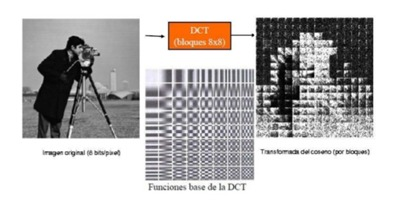 DCT
(bloques 8x8)
Imagen original (8 bits/pixel)
Transformada del coseno (por bloques)
Funciones base de la DCT